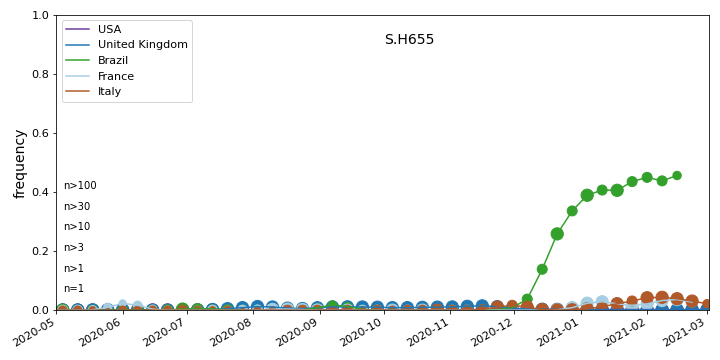 S.H655
USA
United Kingdom
Brazil
France
Italy
frequency
1.0
0.8
0.6
0.4
0.2
0.0
n>100
n>30
n>10
n>3
n>1
n=1
2020-05
2020-06
2020-07
2020-08
2020-09
2020-10
2020-11
2020-12
2021-01
2021-02
2021-03